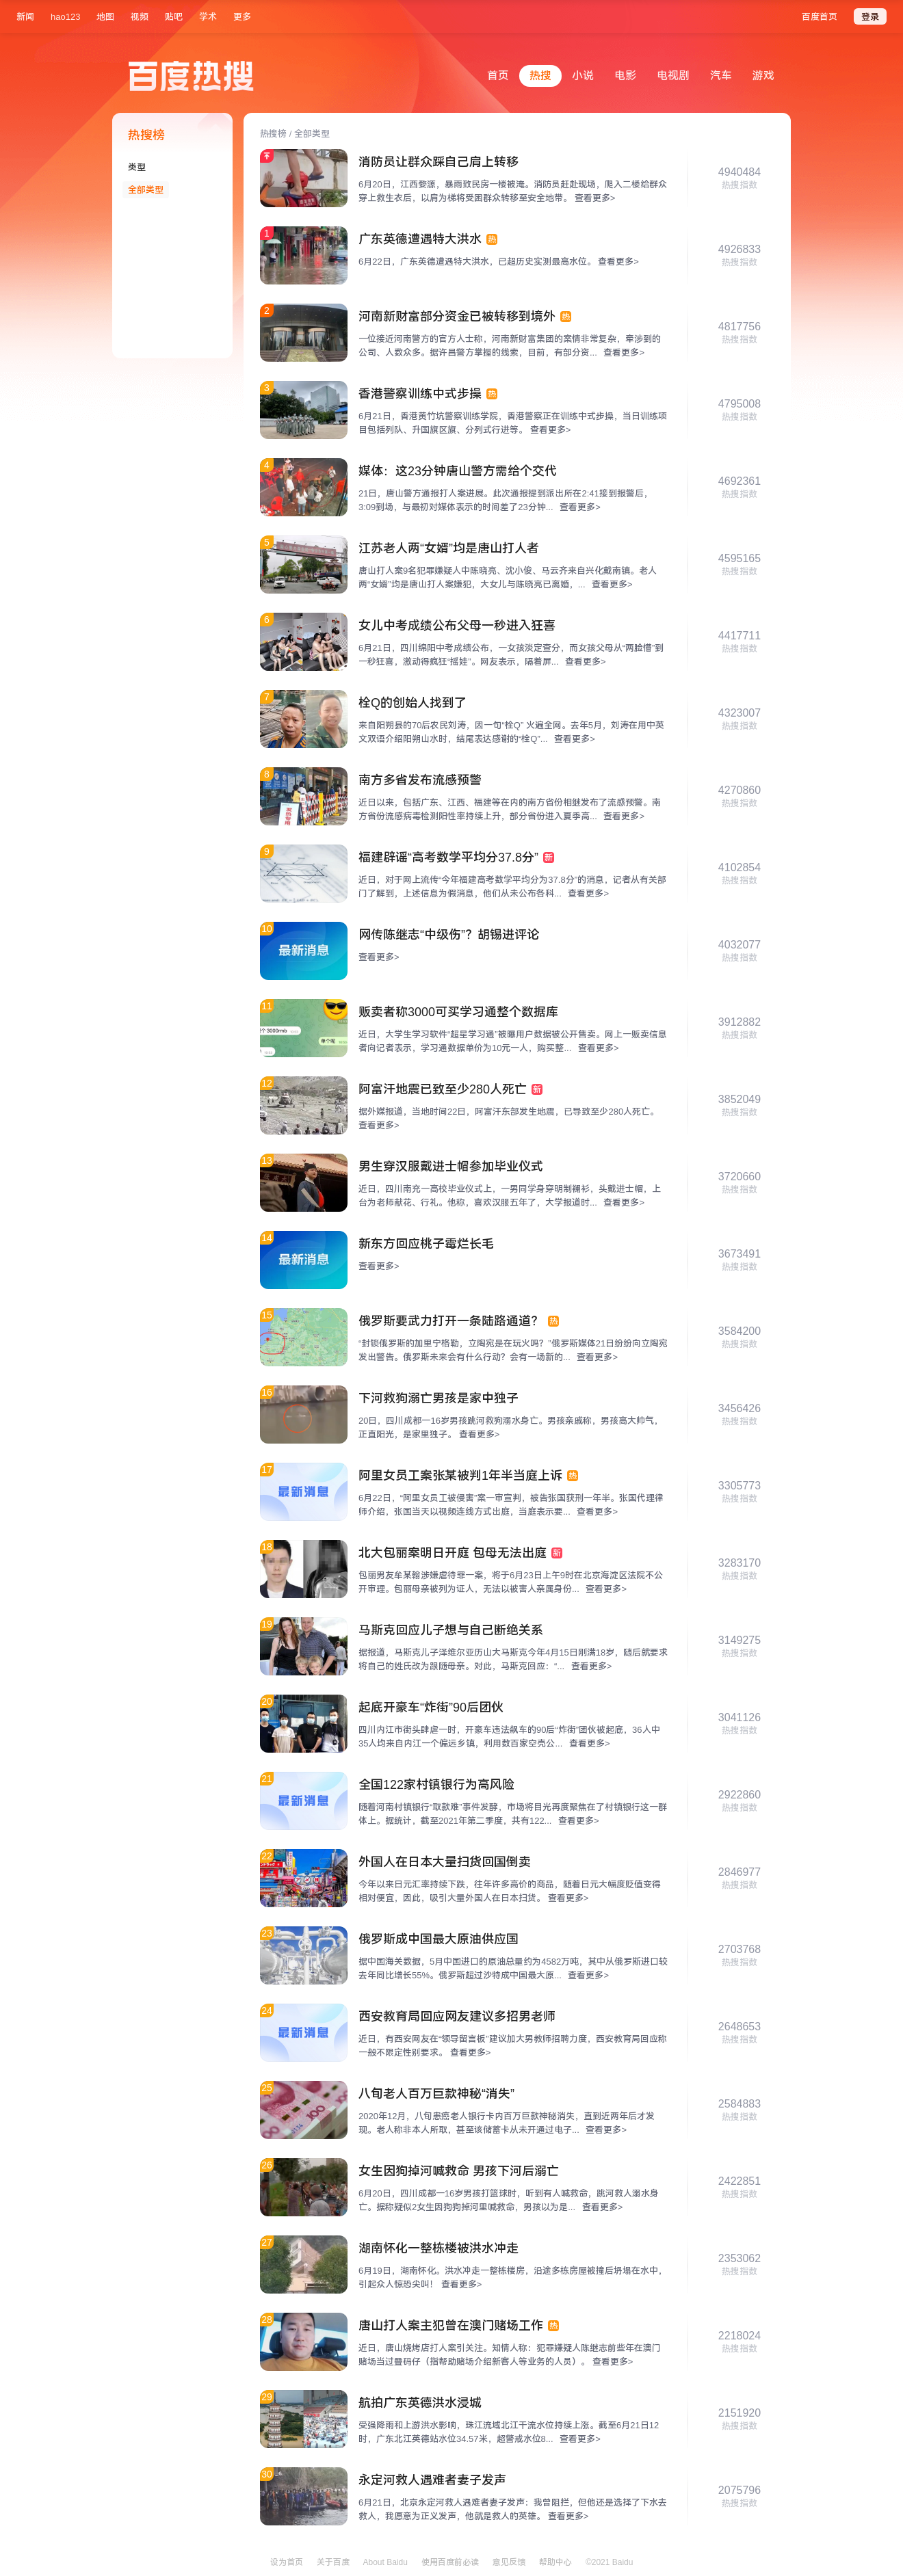 新闻 hao123 地图 视频 贴吧 学术 更多 百度首页 登录
百度热搜
首页 热搜 小说 电影 电视剧 汽车 游戏
热搜榜
类型
全部类型
热搜榜 / 全部类型
消防员让群众踩自己肩上转移
6月20日，江西婺源，暴雨致民房一楼被淹。消防员赶赴现场，爬入二楼给群众
穿上救生衣后，以肩为梯将受困群众转移至安全地带。 查看更多>
4940484
热搜指数
1
广东英德遭遇特大洪水 热
6月22日，广东英德遭遇特大洪水，已超历史实测最高水位。 查看更多>
4926833
热搜指数
2
河南新财富部分资金已被转移到境外 热
一位接近河南警方的官方人士称，河南新财富集团的案情非常复杂，牵涉到的
公司、人数众多。据许昌警方掌握的线索，目前，有部分资... 查看更多>
4817756
热搜指数
3
香港警察训练中式步操 热
6月21日，香港黄竹坑警察训练学院，香港警察正在训练中式步操，当日训练项
目包括列队、升国旗区旗、分列式行进等。 查看更多>
4795008
热搜指数
4
媒体：这23分钟唐山警方需给个交代
21日，唐山警方通报打人案进展。此次通报提到派出所在2:41接到报警后，
3:09到场，与最初对媒体表示的时间差了23分钟... 查看更多>
4692361
热搜指数
5
江苏老人两“女婿”均是唐山打人者
唐山打人案9名犯罪嫌疑人中陈晓亮、沈小俊、马云齐来自兴化戴南镇。老人
两“女婿”均是唐山打人案嫌犯，大女儿与陈晓亮已离婚，... 查看更多>
4595165
热搜指数
6
女儿中考成绩公布父母一秒进入狂喜
6月21日，四川绵阳中考成绩公布，一女孩淡定查分，而女孩父母从“两脸懵”到
一秒狂喜，激动得疯狂“摇娃”。网友表示，隔着屏... 查看更多>
4417711
热搜指数
7
栓Q的创始人找到了
来自阳朔县的70后农民刘涛，因一句“栓Q” 火遍全网。去年5月，刘涛在用中英
文双语介绍阳朔山水时，结尾表达感谢的“栓Q”... 查看更多>
4323007
热搜指数
8
南方多省发布流感预警
近日以来，包括广东、江西、福建等在内的南方省份相继发布了流感预警。南
方省份流感病毒检测阳性率持续上升，部分省份进入夏季高... 查看更多>
4270860
热搜指数
9
福建辟谣“高考数学平均分37.8分” 新
近日，对于网上流传“今年福建高考数学平均分为37.8分”的消息，记者从有关部
门了解到，上述信息为假消息，他们从未公布各科... 查看更多>
4102854
热搜指数
10
最新消息
网传陈继志“中级伤”？胡锡进评论
查看更多>
4032077
热搜指数
11
贩卖者称3000可买学习通整个数据库
近日，大学生学习软件“超星学习通”被曝用户数据被公开售卖。网上一贩卖信息
者向记者表示，学习通数据单价为10元一人，购买整... 查看更多>
3912882
热搜指数
12
阿富汗地震已致至少280人死亡 新
据外媒报道，当地时间22日，阿富汗东部发生地震，已导致至少280人死亡。
查看更多>
3852049
热搜指数
13
男生穿汉服戴进士帽参加毕业仪式
近日，四川南充一高校毕业仪式上，一男同学身穿明制襕衫，头戴进士帽，上
台为老师献花、行礼。他称，喜欢汉服五年了，大学报道时... 查看更多>
3720660
热搜指数
14
最新消息
新东方回应桃子霉烂长毛
查看更多>
3673491
热搜指数
15
俄罗斯要武力打开一条陆路通道？ 热
“封锁俄罗斯的加里宁格勒，立陶宛是在玩火吗？”俄罗斯媒体21日纷纷向立陶宛
发出警告。俄罗斯未来会有什么行动？会有一场新的... 查看更多>
3584200
热搜指数
16
下河救狗溺亡男孩是家中独子
20日，四川成都一16岁男孩跳河救狗溺水身亡。男孩亲戚称，男孩高大帅气，
正直阳光，是家里独子。 查看更多>
3456426
热搜指数
17
最新消息
阿里女员工案张某被判1年半当庭上诉 热
6月22日，“阿里女员工被侵害”案一审宣判，被告张国获刑一年半。张国代理律
师介绍，张国当天以视频连线方式出庭，当庭表示要... 查看更多>
3305773
热搜指数
18
北大包丽案明日开庭 包母无法出庭 新
包丽男友牟某翰涉嫌虐待罪一案，将于6月23日上午9时在北京海淀区法院不公
开审理。包丽母亲被列为证人，无法以被害人亲属身份... 查看更多>
3283170
热搜指数
19
马斯克回应儿子想与自己断绝关系
据报道，马斯克儿子泽维尔亚历山大马斯克今年4月15日刚满18岁，随后就要求
将自己的姓氏改为跟随母亲。对此，马斯克回应：“... 查看更多>
3149275
热搜指数
20
起底开豪车“炸街”90后团伙
四川内江市街头肆虐一时，开豪车违法飙车的90后“炸街”团伙被起底，36人中
35人均来自内江一个偏远乡镇，利用数百家空壳公... 查看更多>
3041126
热搜指数
21
最新消息
全国122家村镇银行为高风险
随着河南村镇银行“取款难”事件发酵，市场将目光再度聚焦在了村镇银行这一群
体上。据统计，截至2021年第二季度，共有122... 查看更多>
2922860
热搜指数
22
外国人在日本大量扫货回国倒卖
今年以来日元汇率持续下跌，往年许多高价的商品，随着日元大幅度贬值变得
相对便宜，因此，吸引大量外国人在日本扫货。 查看更多>
2846977
热搜指数
23
俄罗斯成中国最大原油供应国
据中国海关数据，5月中国进口的原油总量约为4582万吨，其中从俄罗斯进口较
去年同比增长55%。俄罗斯超过沙特成中国最大原... 查看更多>
2703768
热搜指数
24
最新消息
西安教育局回应网友建议多招男老师
近日，有西安网友在“领导留言板”建议加大男教师招聘力度，西安教育局回应称
一般不限定性别要求。 查看更多>
2648653
热搜指数
25
八旬老人百万巨款神秘“消失”
2020年12月，八旬患癌老人银行卡内百万巨款神秘消失，直到近两年后才发
现。老人称非本人所取，甚至该储蓄卡从未开通过电子... 查看更多>
2584883
热搜指数
26
女生因狗掉河喊救命 男孩下河后溺亡
6月20日，四川成都一16岁男孩打篮球时，听到有人喊救命，跳河救人溺水身
亡。据称疑似2女生因狗狗掉河里喊救命，男孩以为是... 查看更多>
2422851
热搜指数
27
湖南怀化一整栋楼被洪水冲走
6月19日，湖南怀化。洪水冲走一整栋楼房，沿途多栋房屋被撞后坍塌在水中，
引起众人惊恐尖叫！ 查看更多>
2353062
热搜指数
28
唐山打人案主犯曾在澳门赌场工作 热
近日，唐山烧烤店打人案引关注。知情人称：犯罪嫌疑人陈继志前些年在澳门
赌场当过叠码仔（指帮助赌场介绍新客人等业务的人员）。 查看更多>
2218024
热搜指数
29
航拍广东英德洪水浸城
受强降雨和上游洪水影响，珠江流域北江干流水位持续上涨。截至6月21日12
时，广东北江英德站水位34.57米，超警戒水位8... 查看更多>
2151920
热搜指数
30
永定河救人遇难者妻子发声
6月21日，北京永定河救人遇难者妻子发声：我曾阻拦，但他还是选择了下水去
救人，我愿意为正义发声，他就是救人的英雄。 查看更多>
2075796
热搜指数
设为首页 关于百度 About Baidu 使用百度前必读 意见反馈 帮助中心 ©2021 Baidu